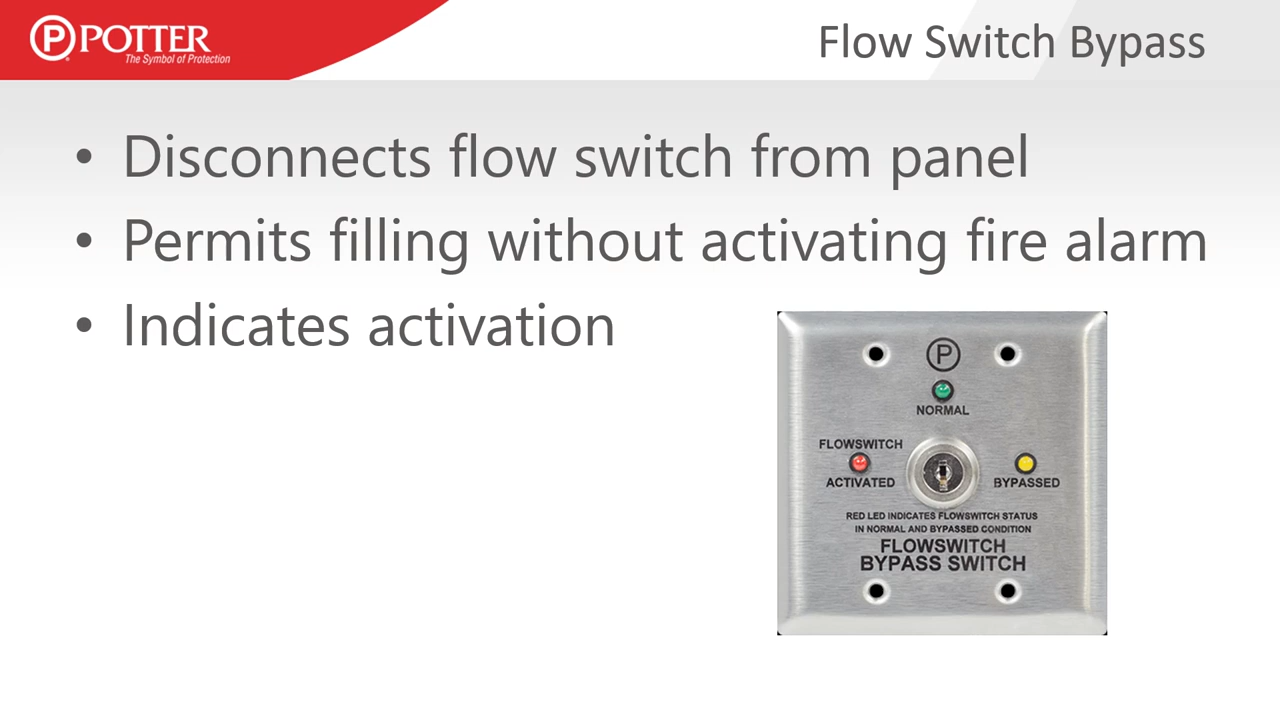 P POTTER
The Symbol of Protection
Flow Switch Bypass
• Disconnects flow switch from panel
• Permits filling without activating fire alarm
• Indicates activation
P
NORMAL
FLOWSWITCH
ACTIVATED
BYPASSED
RED LED INDICATES FLOWSWITCH STATUS
IN NORMAL AND BYPASSED CONDITION
FLOWSWITCH
BYPASS SWITCH